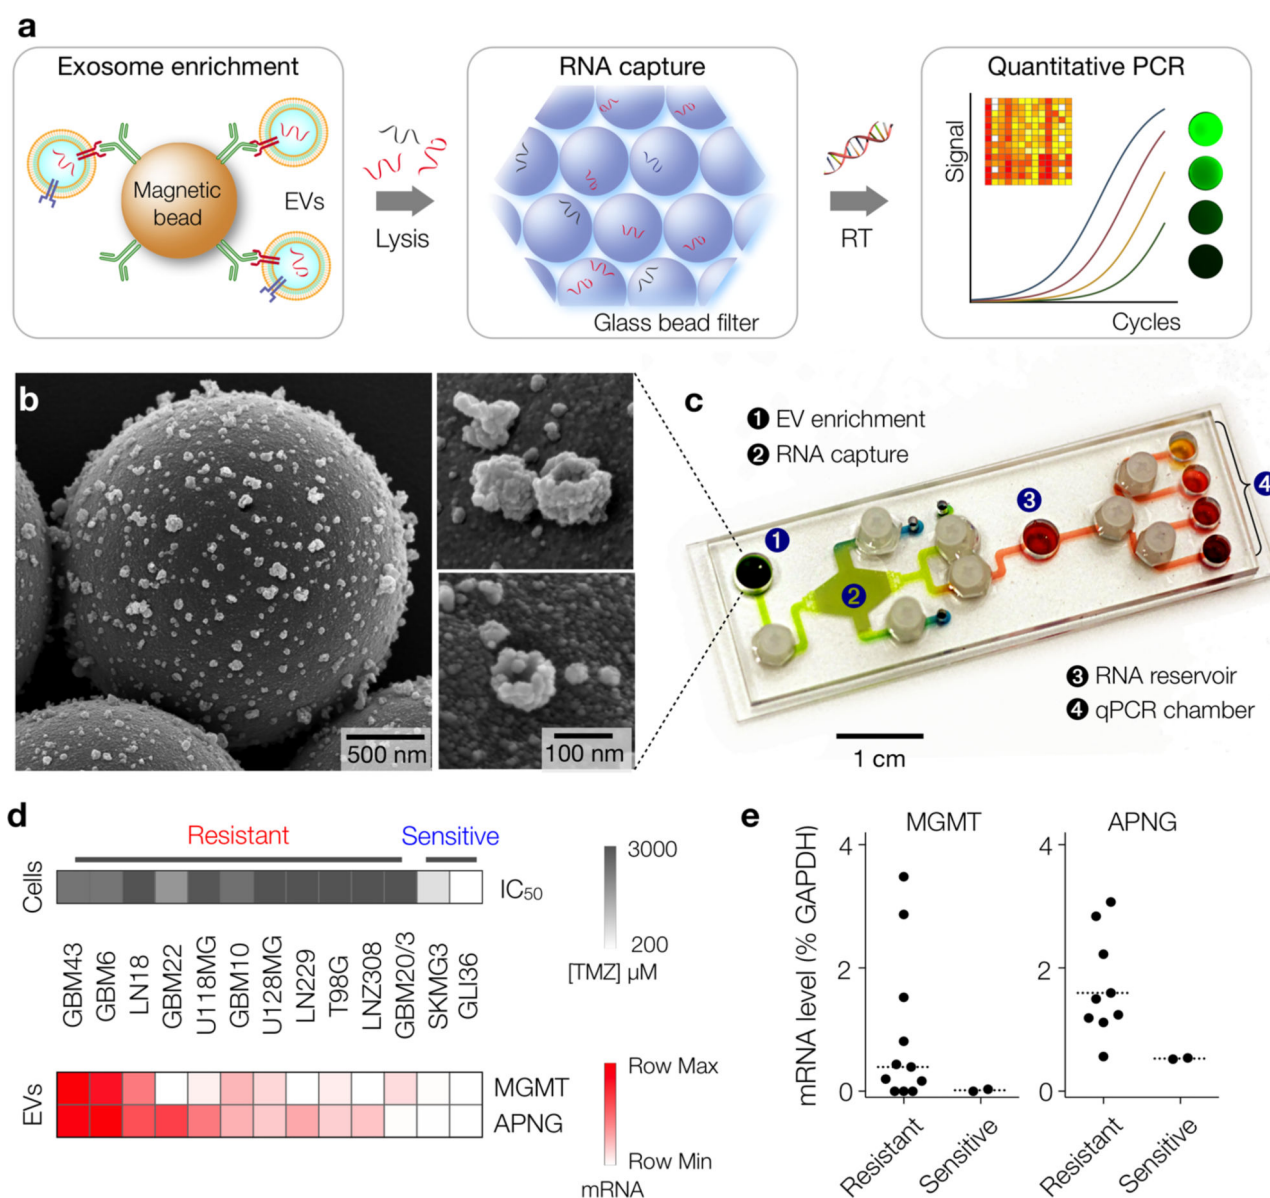 a
Exosome enrichment
Magnetic
bead
EVs
Lysis
RNA capture
Glass bead filter
RT
Quantitative PCR
Signal
Cycles
b
500 nm
100 nm
c
1 EV enrichment
2 RNA capture
1
2
3
4
3 RNA reservoir
4 qPCR chamber
1 cm
d
Resistant
Sensitive
Cells
IC50
3000
200
[TMZ] µM
GBM43
GBM6
LN18
GBM22
U118MG
GBM10
U128MG
LN229
T98G
LNZ308
GBM20/3
SKMG3
GLI36
EVs
MGMT
APNG
Row Max
Row Min
mRNA
e
mRNA level (% GAPDH)
MGMT
4
2
0
Resistant
Sensitive
APNG
4
2
0
Resistant
Sensitive